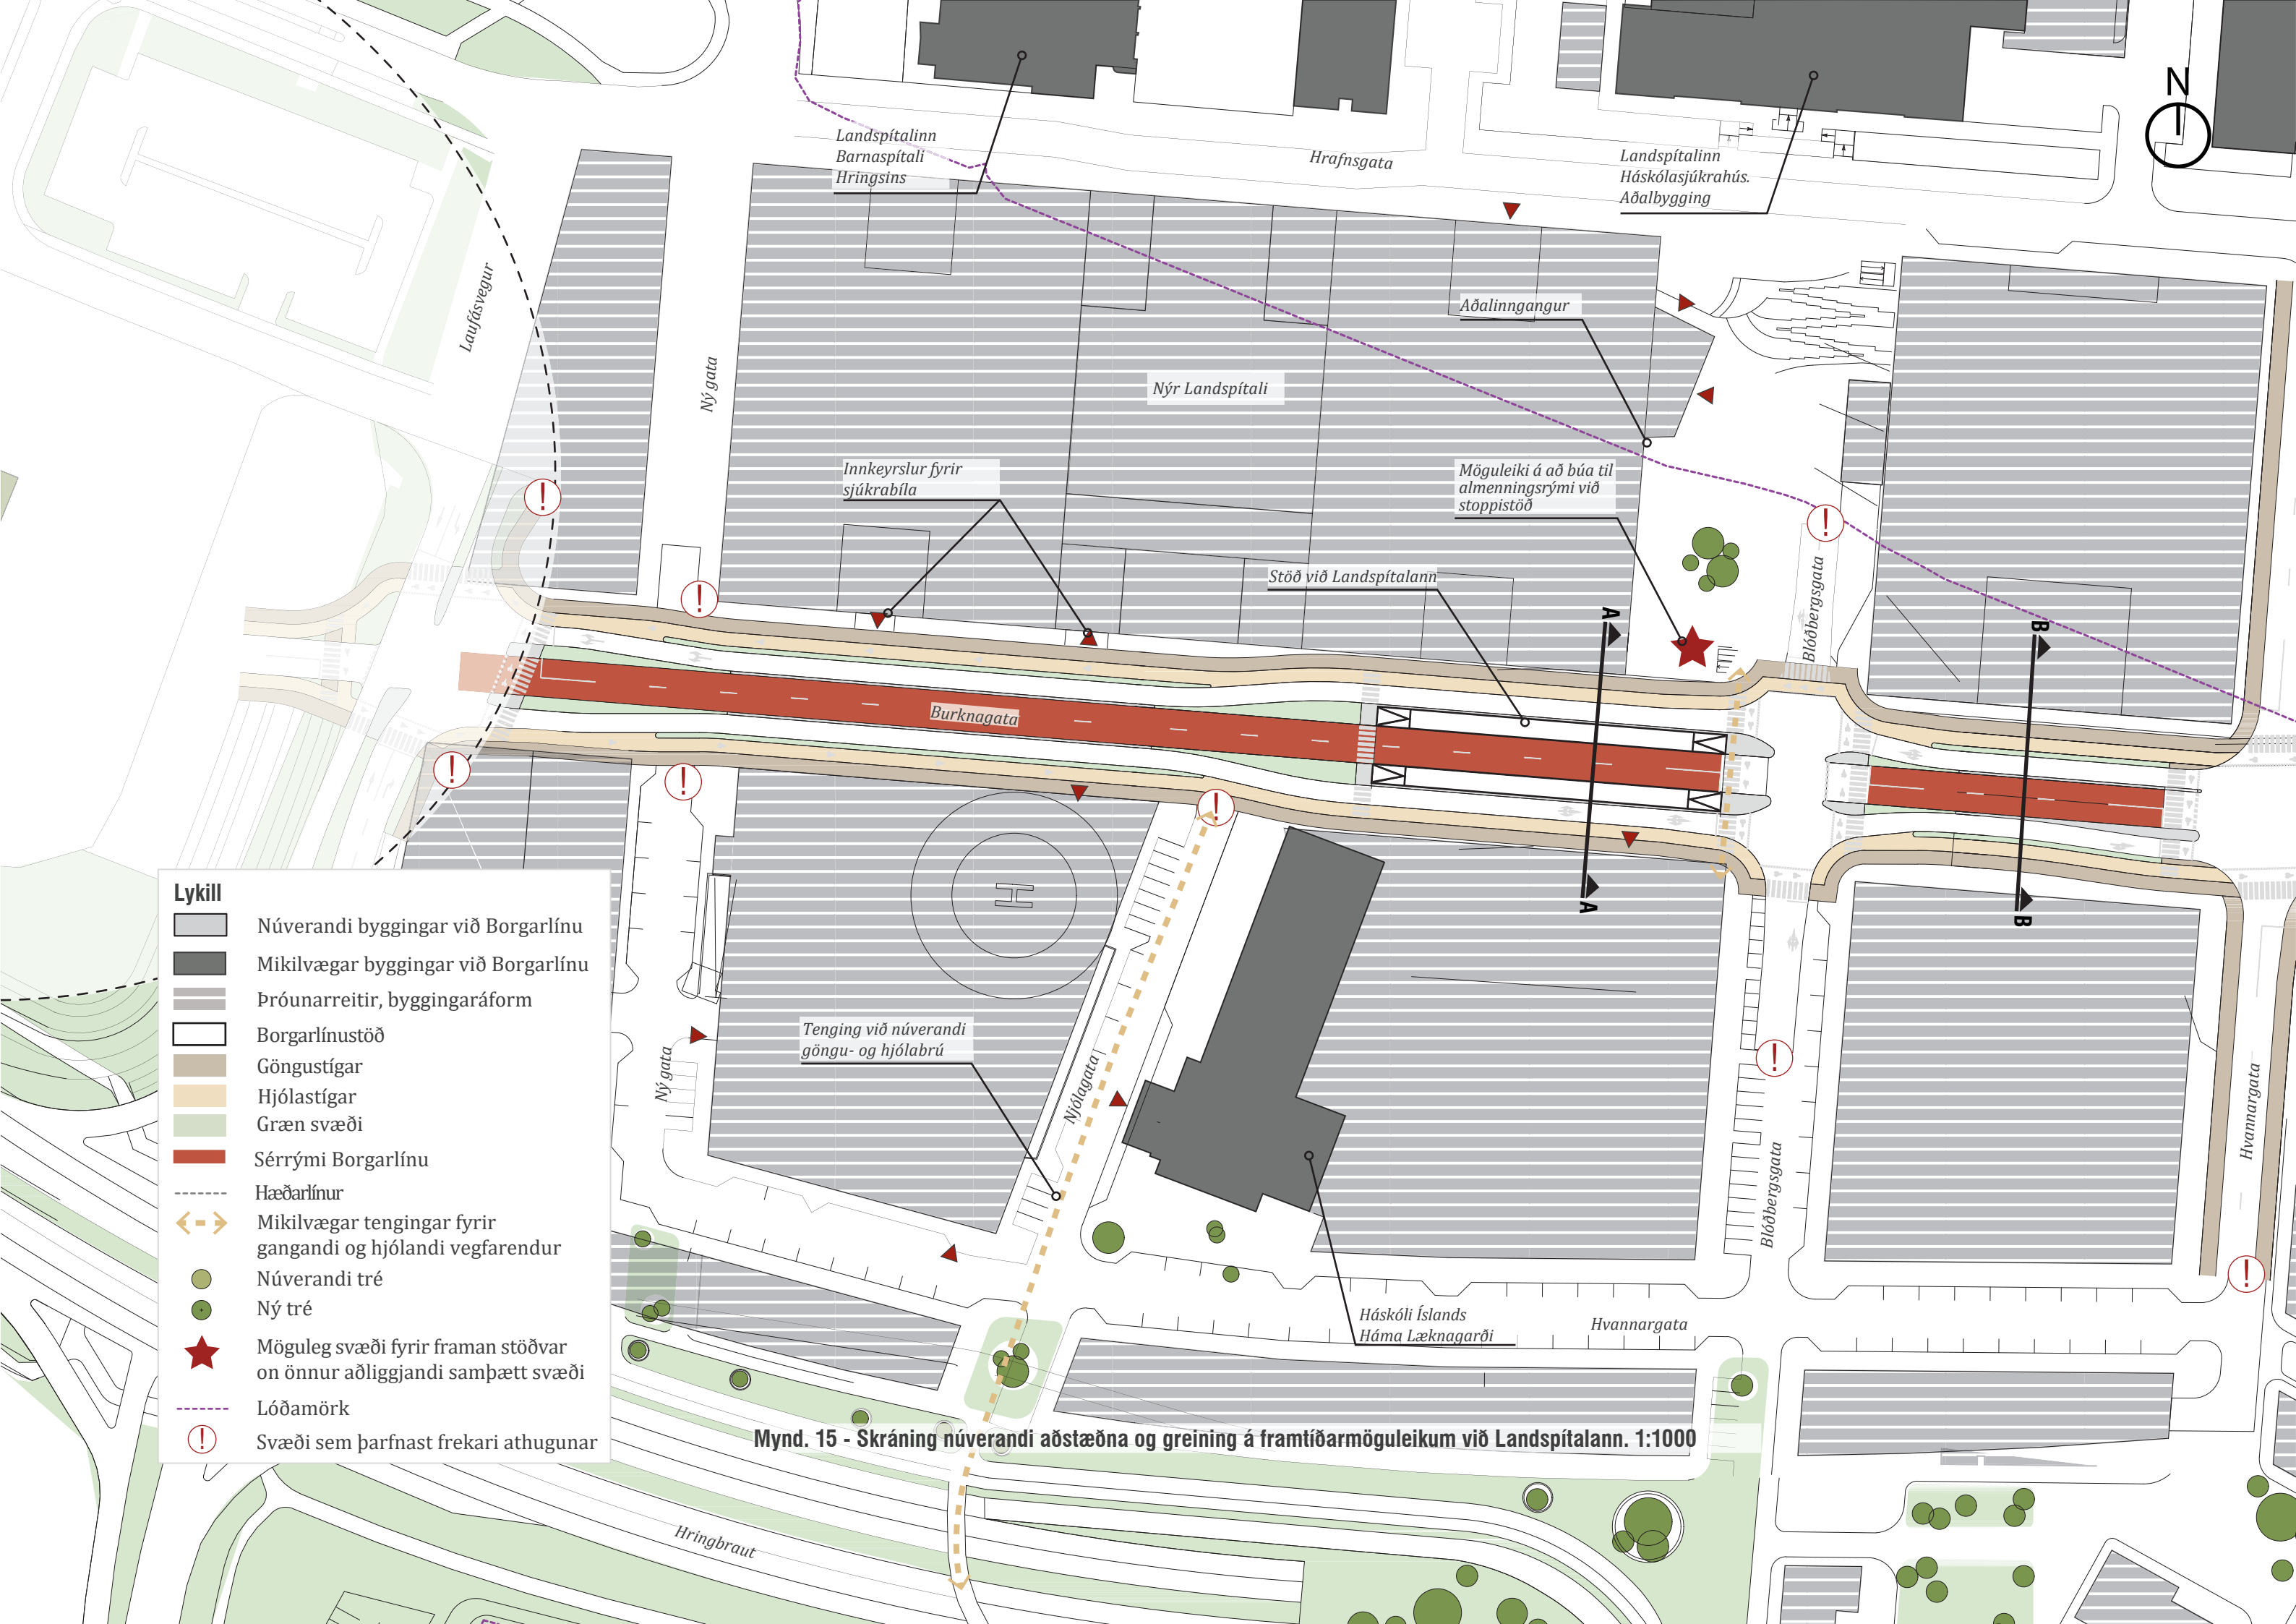 N
Landspítalinn
Barnaspítali
Hringsins
Hrafnsgata
Landspítalinn
Háskólasjúkrahús.
Aðalbygging
Laufásvegur
Ný gata
Aðalinngangur
Nýr Landspítali
Innkeyrslur fyrir
sjúkrabíla
Möguleiki á að búa til
almenningsrými við
stoppistöð
Stöð við Landspítalann
Blóðbergsgata
A
B
Burknagata
A
B
H
Lykill
Núverandi byggingar við Borgarlínu
Mikilvægar byggingar við Borgarlínu
Þróunarreitir, byggingaráform
Borgarlínustöð
Göngustígar
Hjólastígar
Græn svæði
Sérrými Borgarlínu
Hæðarlínur
Mikilvægar tengingar fyrir
gangandi og hjólandi vegfarendur
Núverandi tré
Ný tré
Möguleg svæði fyrir framan stöðvar
on önnur aðliggjandi samþætt svæði
Lóðamörk
Svæði sem þarfnast frekari athugunar
Tenging við núverandi
göngu- og hjólabrú
Ný gata
Njólagata
Blóðbergsgata
Hvannargata
Háskóli Íslands
Háma Læknagarði
Hvannargata
Mynd. 15 - Skráning núverandi aðstæðna og greining á framtíðarmöguleikum við Landspítalann. 1:1000
Hringbraut